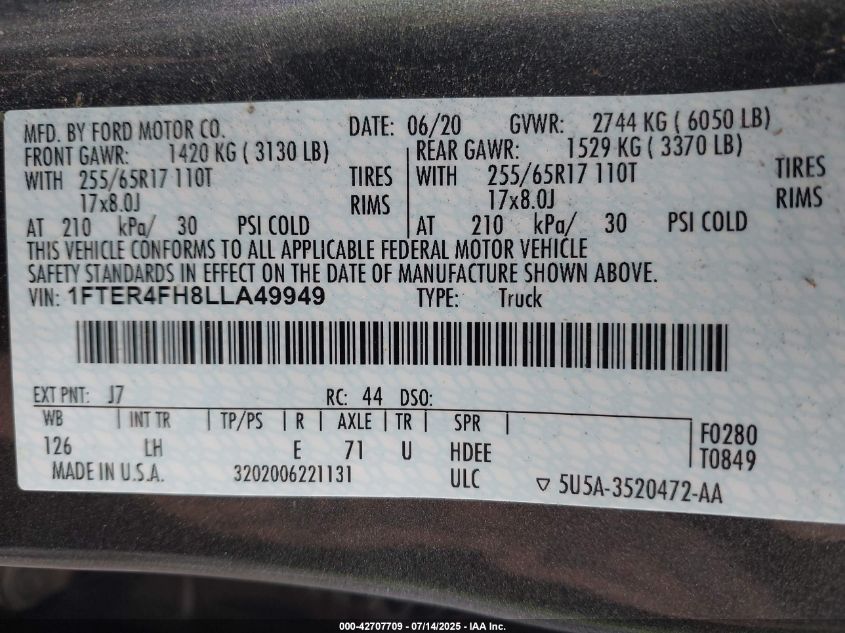 MFD. BY FORD MOTOR CO. DATE: 06/20 GVWR: 2744 KG ( 6050 LB)
FRONT GAWR: 1420 KG ( 3130 LB) REAR GAWR: 1529 KG ( 3370 LB)
WITH 255/65R17 110T TIRES WITH 255/65R17 110T TIRES
17x8.0J RIMS 17x8.0J RIMS
AT 210 kPa/ 30 PSI COLD AT 210 kPa/ 30 PSI COLD
THIS VEHICLE CONFORMS TO ALL APPLICABLE FEDERAL MOTOR VEHICLE
SAFETY STANDARDS IN EFFECT ON THE DATE OF MANUFACTURE SHOWN ABOVE.
VIN: 1FTER4FH8LLA49949 TYPE: Truck
EXT PNT: J7 RC: 44 DSO:
WB INT TR TP/PS R AXLE TR SPR F0280
126 LH E 71 U HDEE T0849
MADE IN U.S.A. 3202006221131 ULC 5U5A-3520472-AA
000-42707709 - 07/14/2025 - IAA Inc.